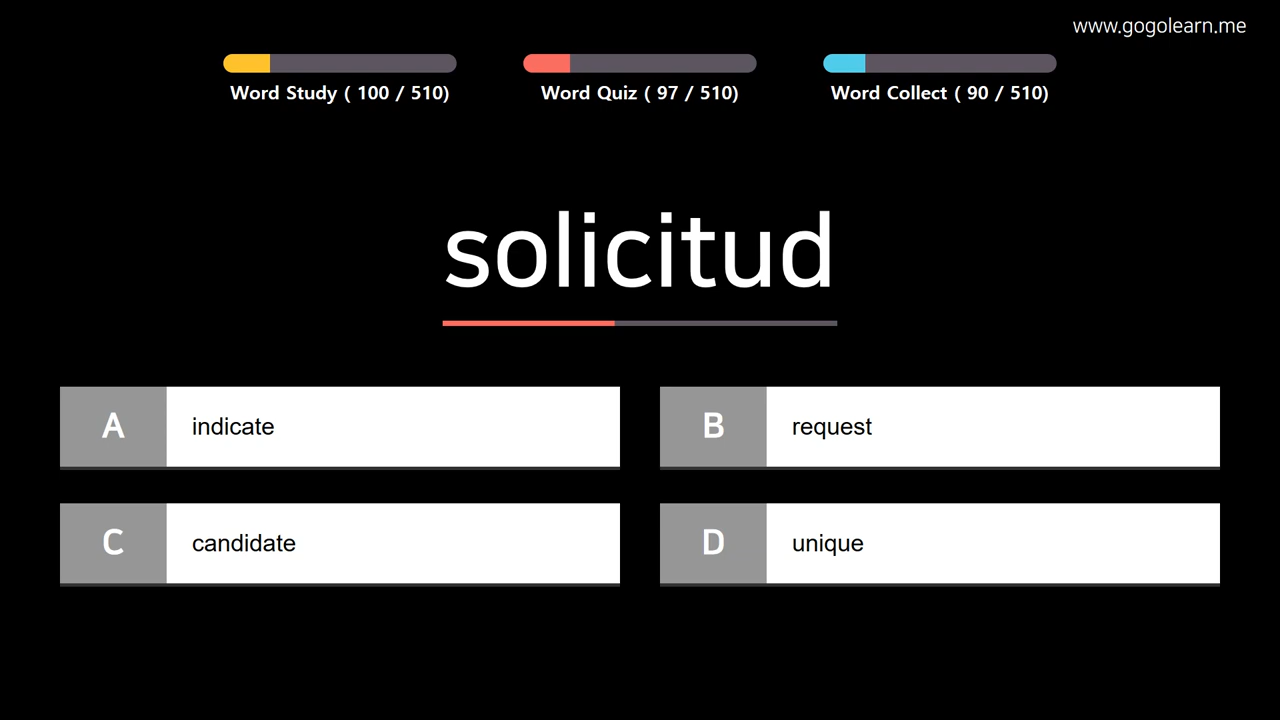 www.gogolearn.me
Word Study ( 100 / 510)
Word Quiz ( 97 / 510)
Word Collect ( 90 / 510)
solicitud
A
indicate
B
request
C
candidate
D
unique